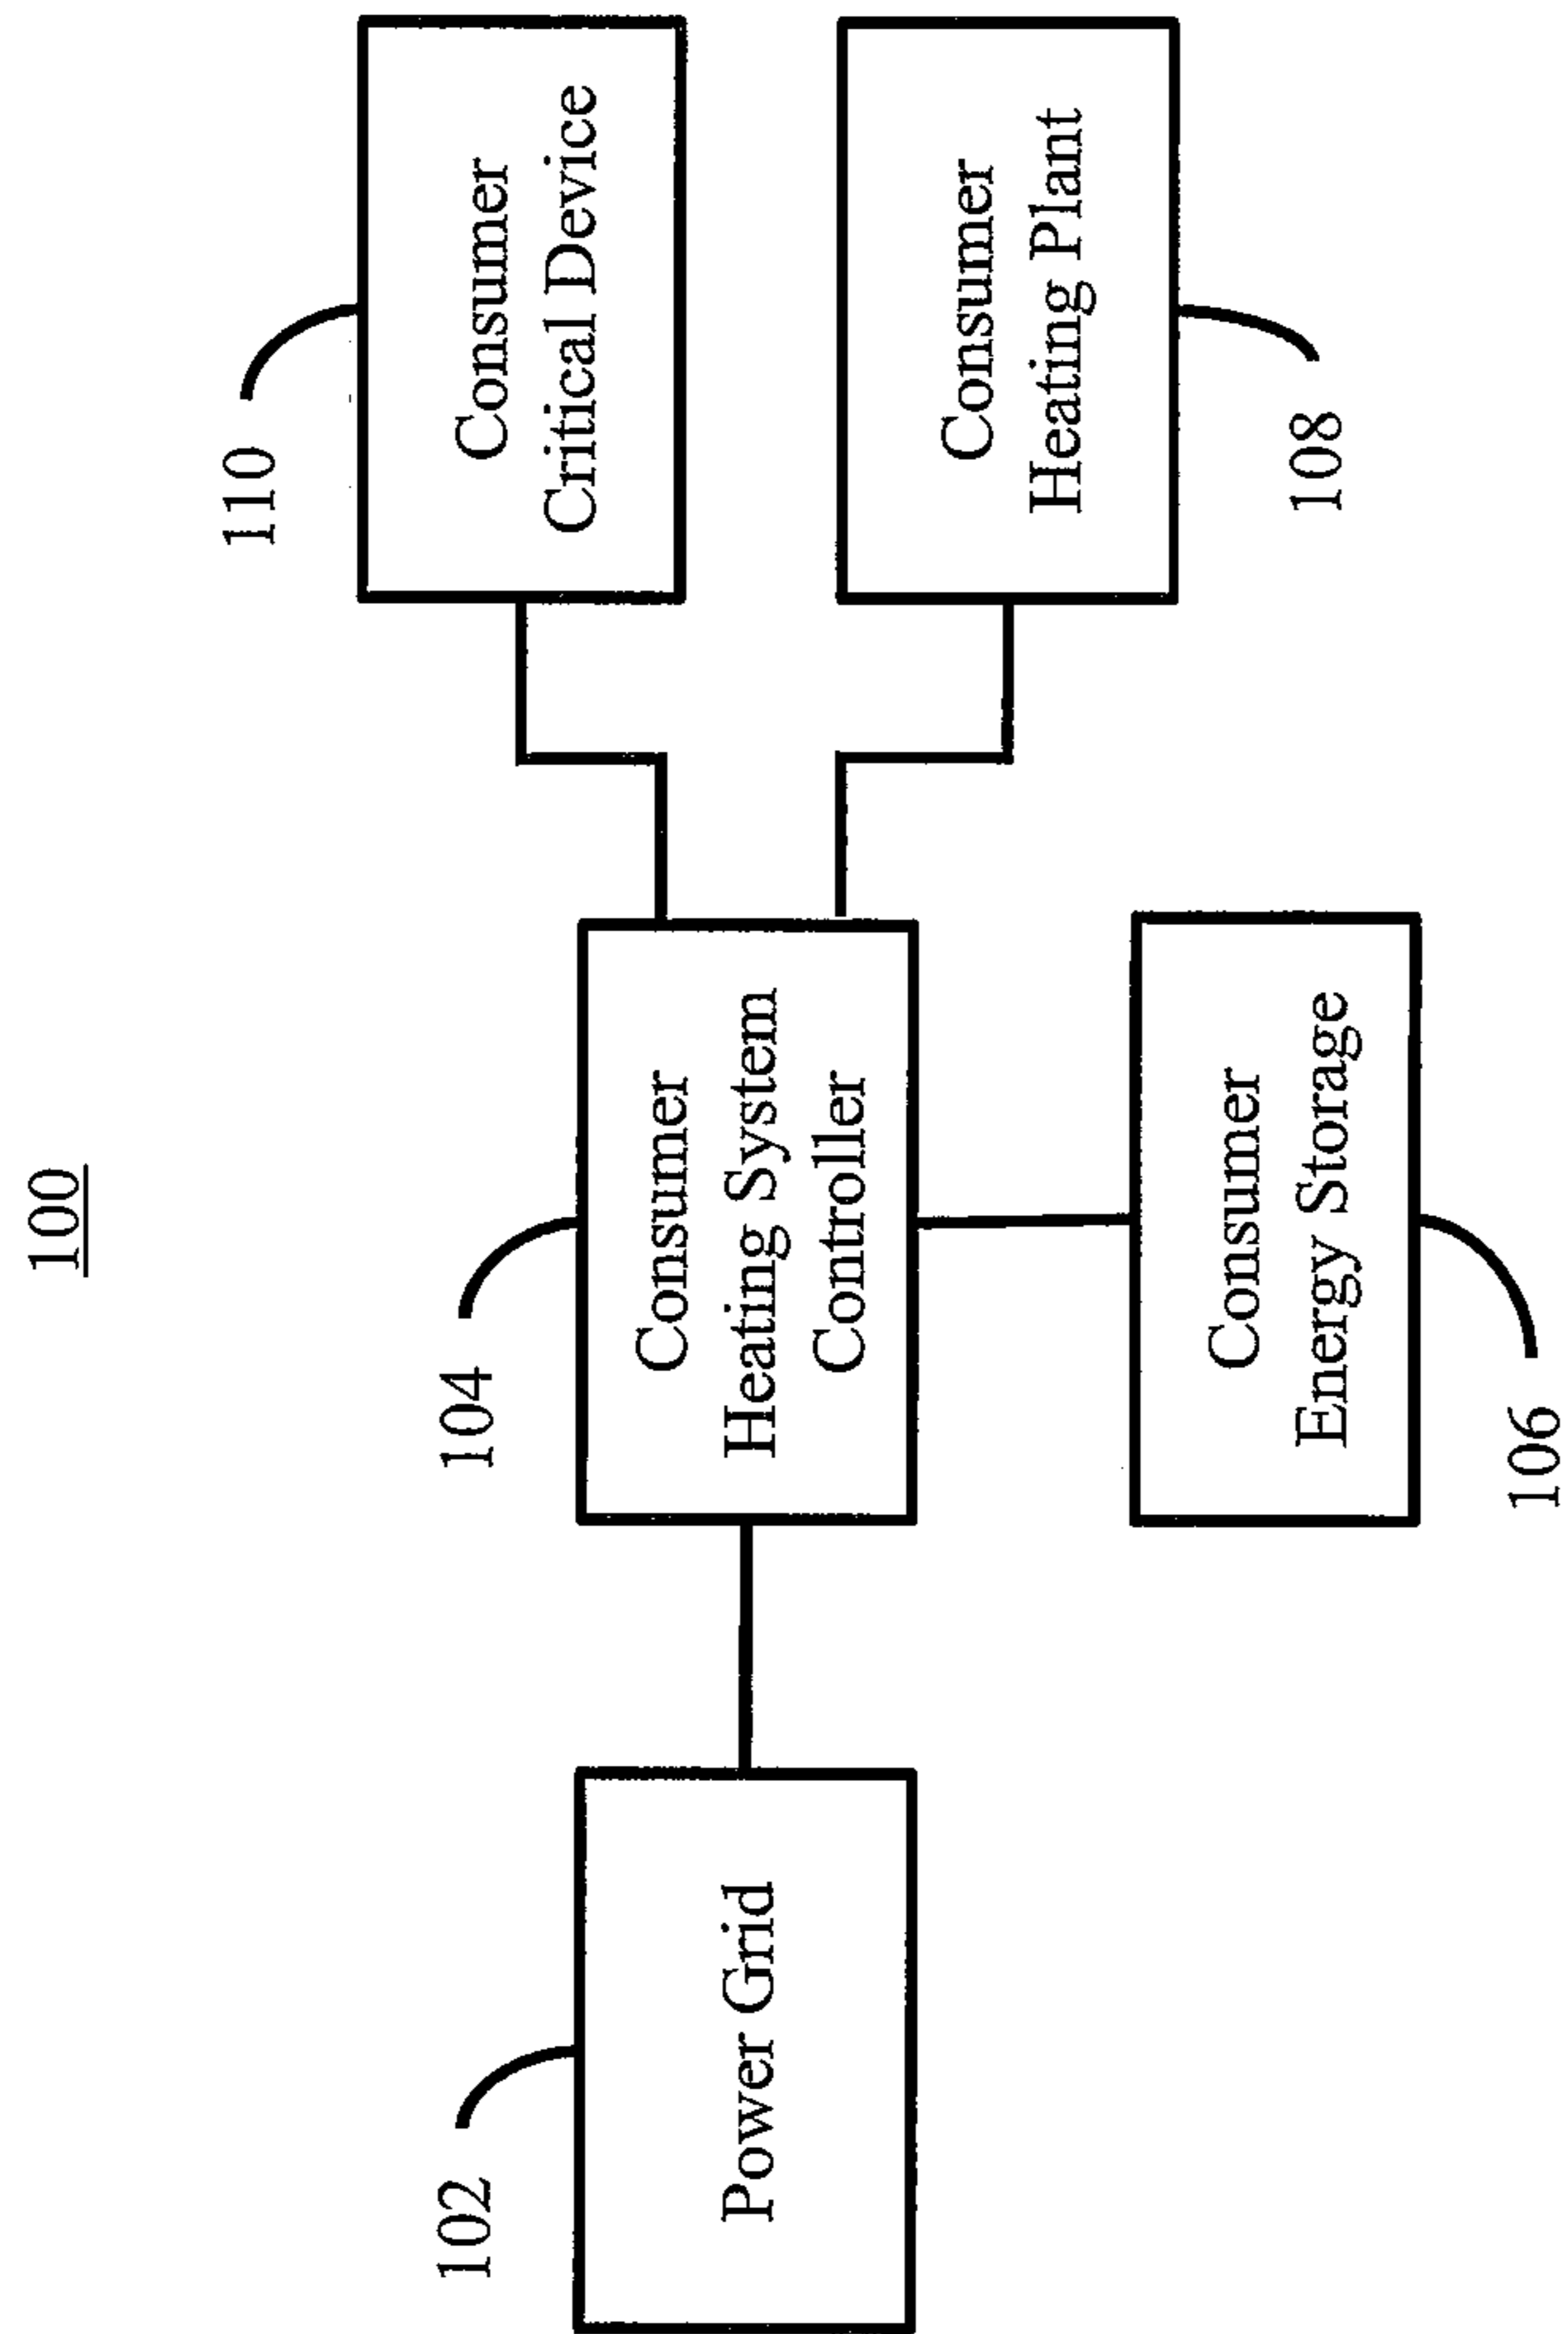 100
102
Power Grid
104
Consumer
Heating System
Controller
106
Consumer
Energy Storage
110
Consumer
Critical Device
108
Consumer
Heating Plant